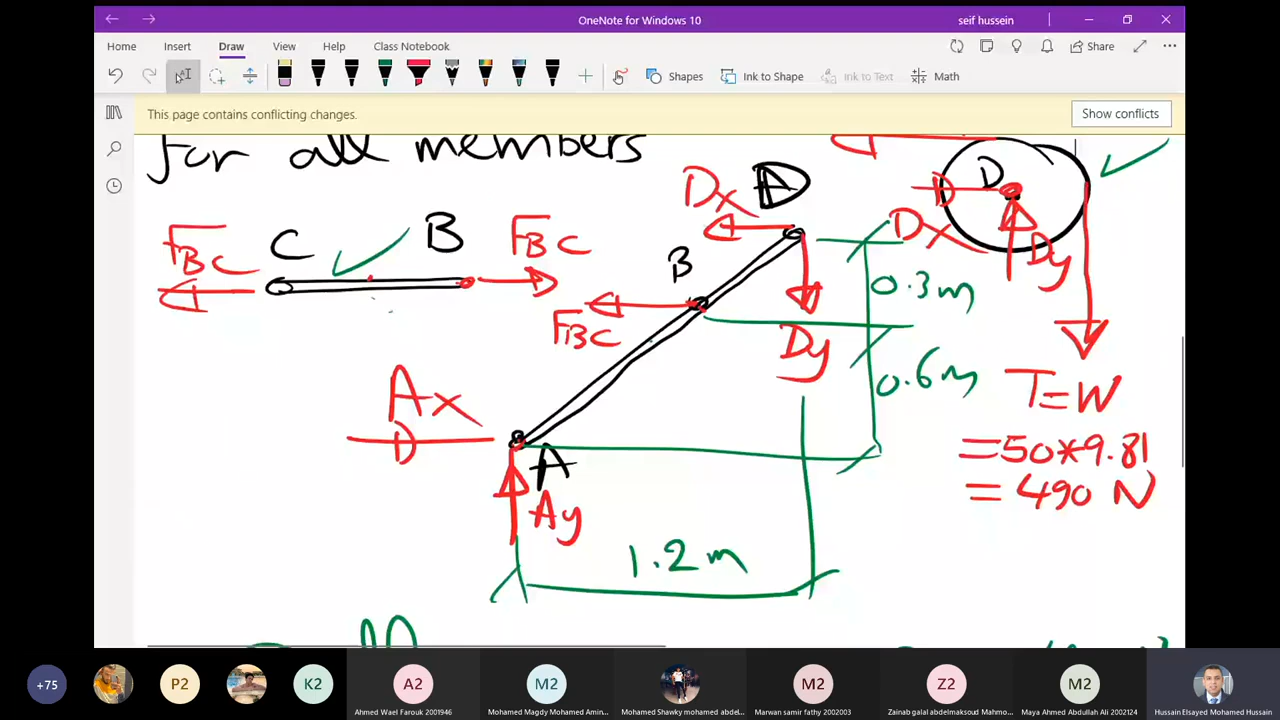 OneNote for Windows 10
seif hussein
Home Insert Draw View Help Class Notebook
Share
Shapes Ink to Shape Ink to Text Math
This page contains conflicting changes.
Show conflicts
for all members
Dx D
D
Dx
Dy
FBC C B FBC
B
0.3m
FBC
Dy
0.6m
T=W
Ax
=50*9.81
A
= 490 N
Ay
1.2m
+75
P2
K2
A2
M2
M2
Z2
M2
Ahmed Wael Farouk 2001946
Mohamed Magdy Mohamed Amin...
Mohamed Shawky mohamed abdel...
Marwan samir fathy 2002003
Zainab galal abdelmaksoud Mahmo...
Maya Ahmed Abdullah Ali 2002124
Hussain Elsayed Mohamed Hussain